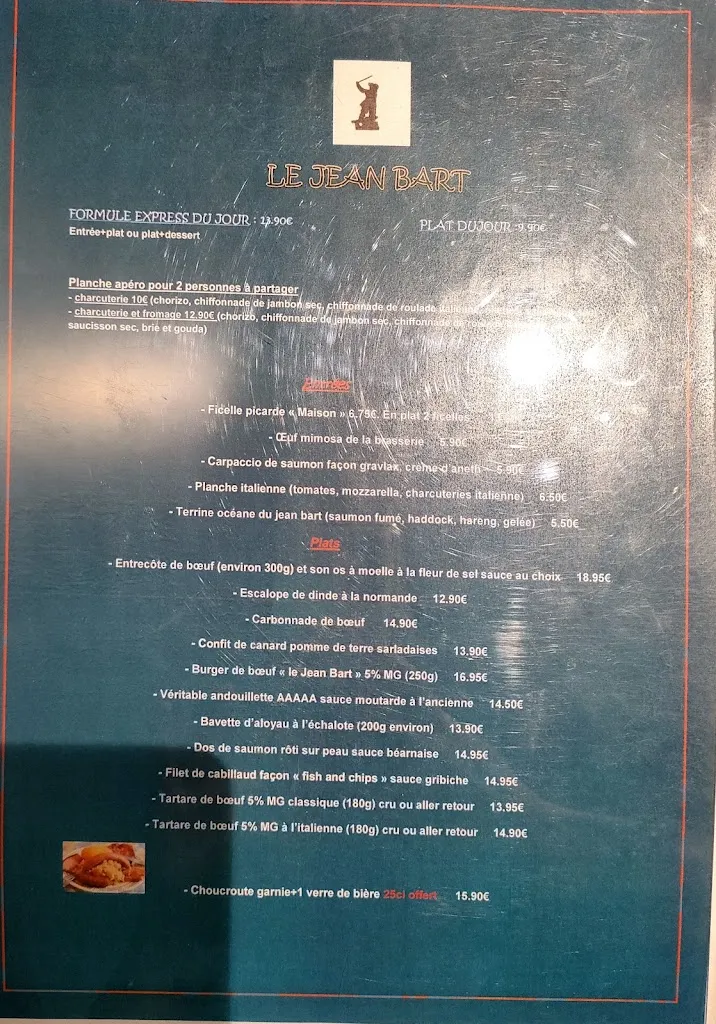 LE JEAN BART
FORMULE EXPRESS DU JOUR : 13.90€
PLAT DUJOUR :9.90€
Entrée+plat ou plat+dessert
Planche apéro pour 2 personnes à partager
- charcuterie 10€ (chorizo, chiffonnade de jambon sec, chiffonnade de roulade
- charcuterie et fromage 12.90€ (chorizo, chiffonnade de jambon sec, chiffonnade de
saucisson sec, brie et gouda)
Entrées
- Ficelle picarde « Maison » 6.75€. En plat 2 ficelles
- Œuf mimosa de la brasserie 5.90€
- Carpaccio de saumon façon gravlax, crème d'aneth 5.90€
- Planche italienne (tomates, mozzarella, charcuteries italienne) 6.50€
- Terrine océane du jean bart (saumon fumé, haddock, hareng, gelée) 5.50€
Plats
- Entrecôte de bœuf (environ 300g) et son os à moelle à la fleur de sel sauce au choix 18.95€
- Escalope de dinde à la normande 12.90€
- Carbonnade de bœuf 14.90€
- Confit de canard pomme de terre sarladaises 13.90€
- Burger de bœuf « le Jean Bart » 5% MG (250g) 16.95€
- Véritable andouillette AAAAA sauce moutarde à l'ancienne 14.50€
- Bavette d'aloyau à l'échalote (200g environ) 13.90€
- Dos de saumon rôti sur peau sauce béarnaise 14.95€
- Filet de cabillaud façon « fish and chips » sauce gribiche 14.95€
- Tartare de bœuf 5% MG classique (180g) cru ou aller retour 13.95€
- Tartare de bœuf 5% MG à l'italienne (180g) cru ou aller retour 14.90€
- Choucroute garnie+1 verre de bière 25cl offert 15.90€